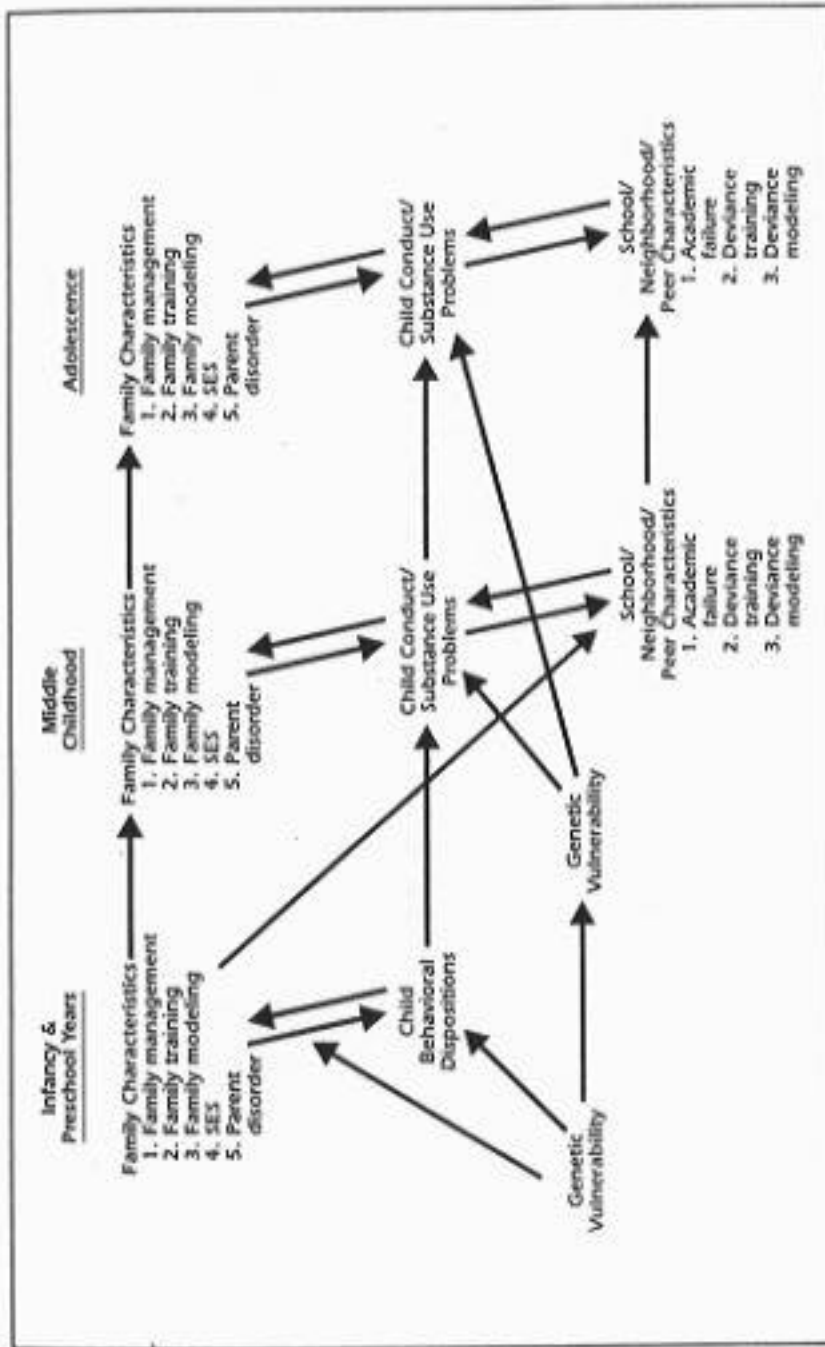 Infancy &
Preschool Years
Middle
Childhood
Adolescence
Family Characteristics
1. Family management
2. Family training
3. Family modeling
4. SES
5. Parent
disorder
Family Characteristics
1. Family management
2. Family training
3. Family modeling
4. SES
5. Parent
disorder
Family Characteristics
1. Family management
2. Family training
3. Family modeling
4. SES
5. Parent
disorder
Child
Behavioral
Dispositions
Child Conduct/
Substance Use
Problems
Child Conduct/
Substance Use
Problems
Genetic
Vulnerability
Genetic
Vulnerability
School/
Neighborhood/
Peer Characteristics
1. Academic
failure
2. Deviance
training
3. Deviance
modeling
School/
Neighborhood/
Peer Characteristics
1. Academic
failure
2. Deviance
training
3. Deviance
modeling